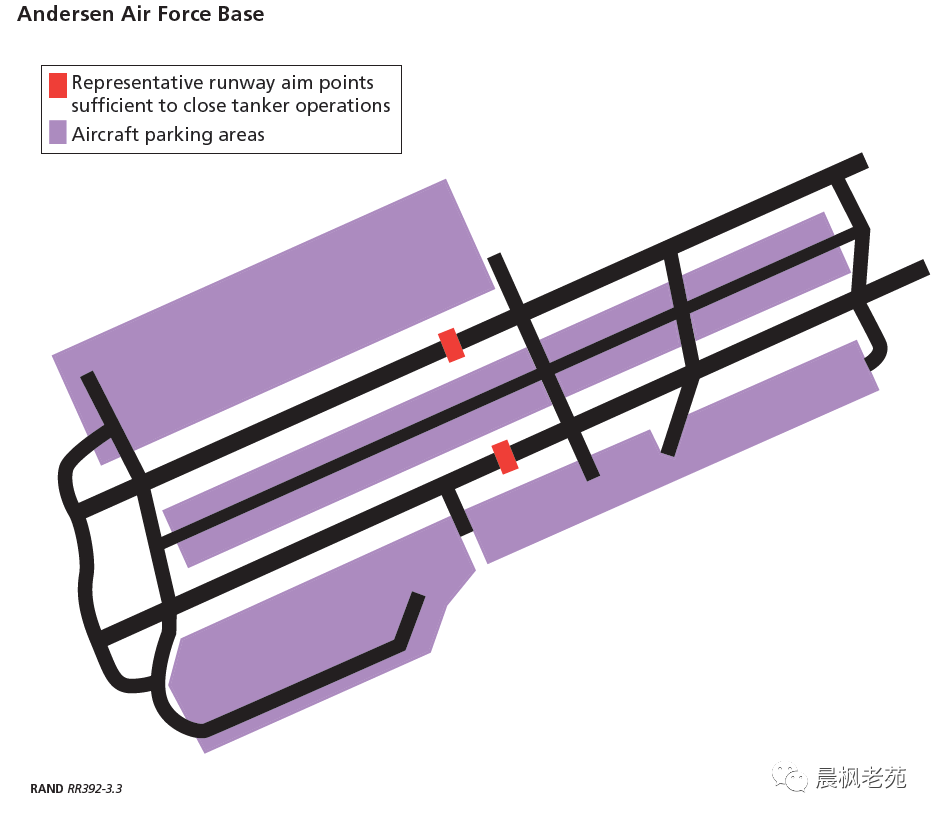 Andersen Air Force Base
Representative runway aim points
sufficient to close tanker operations
Aircraft parking areas
RAND RR392-3.3
晨枫老苑